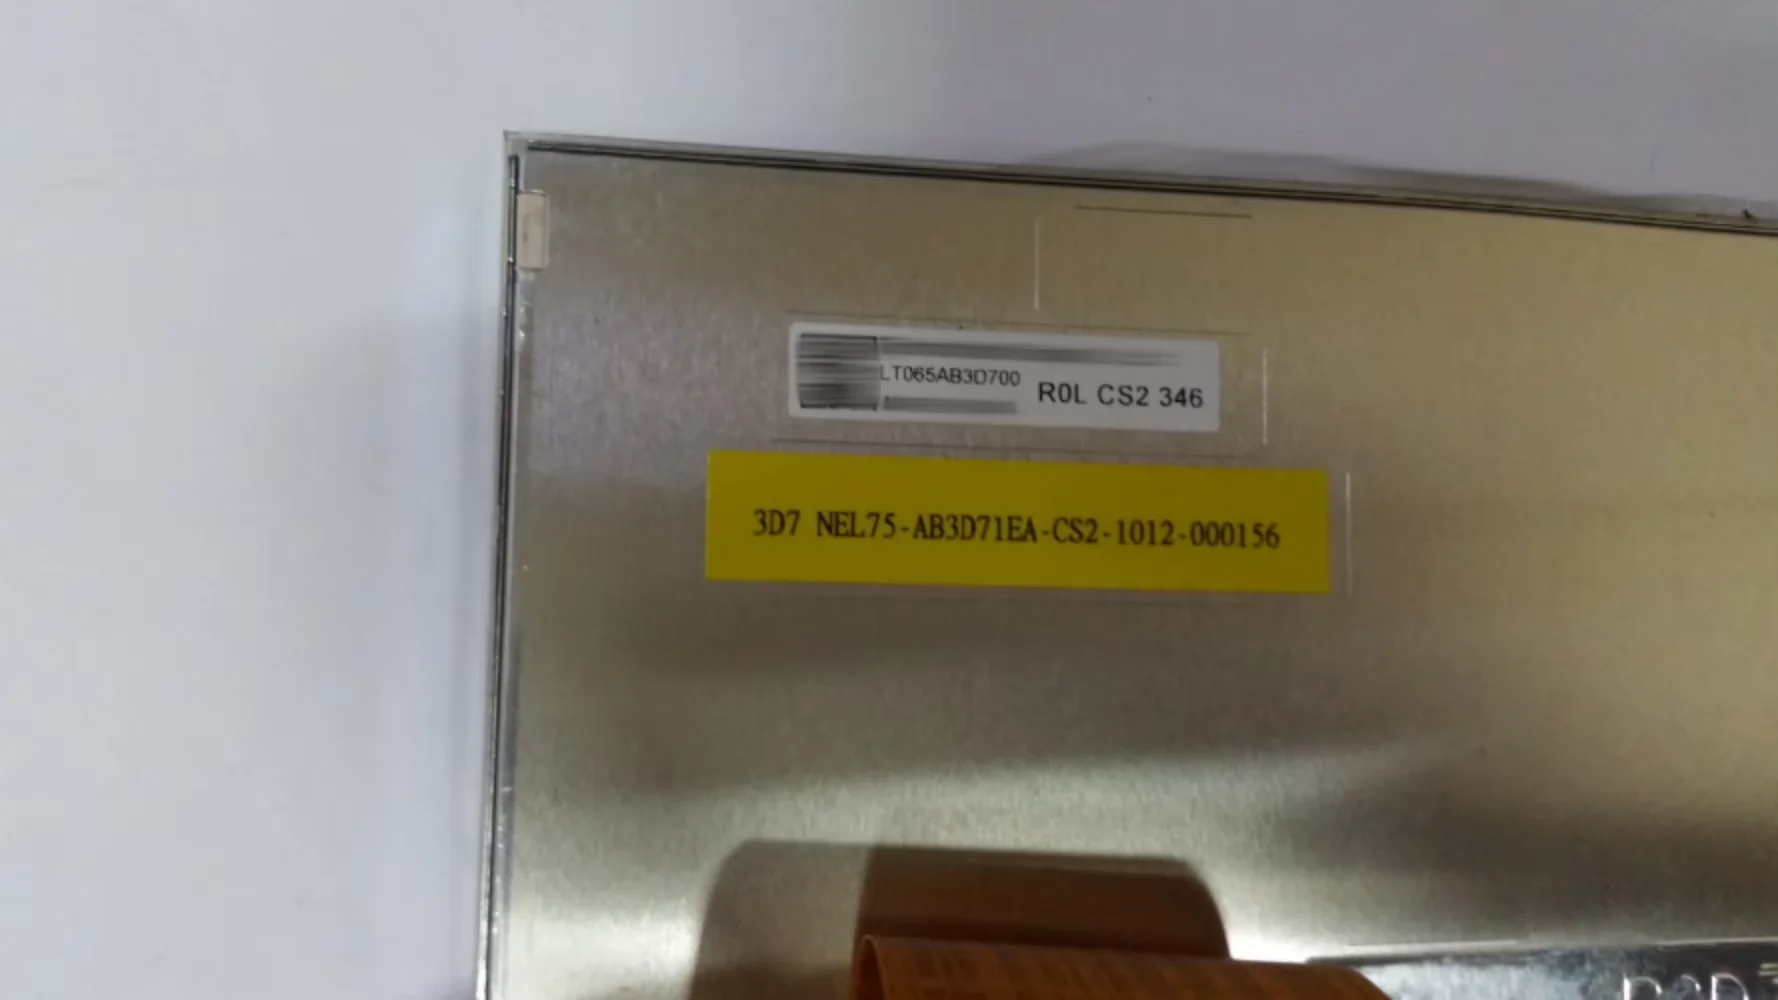 LT065AB3D700
R0L CS2 346
3D7 NEL75-AB3D71EA-CS2-1012-000156